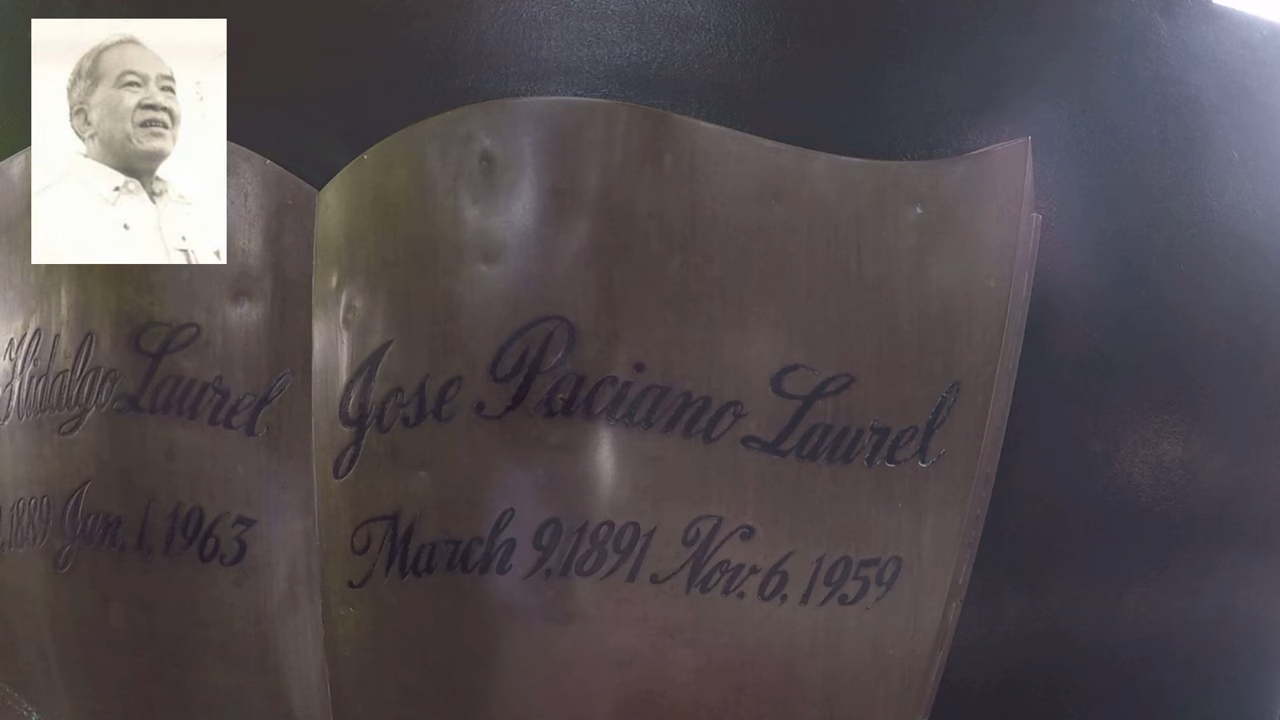 Hidalgo Laurel
1889 Jan. 1, 1963
Jose Paciano Laurel
March 9, 1891 Nov. 6, 1959